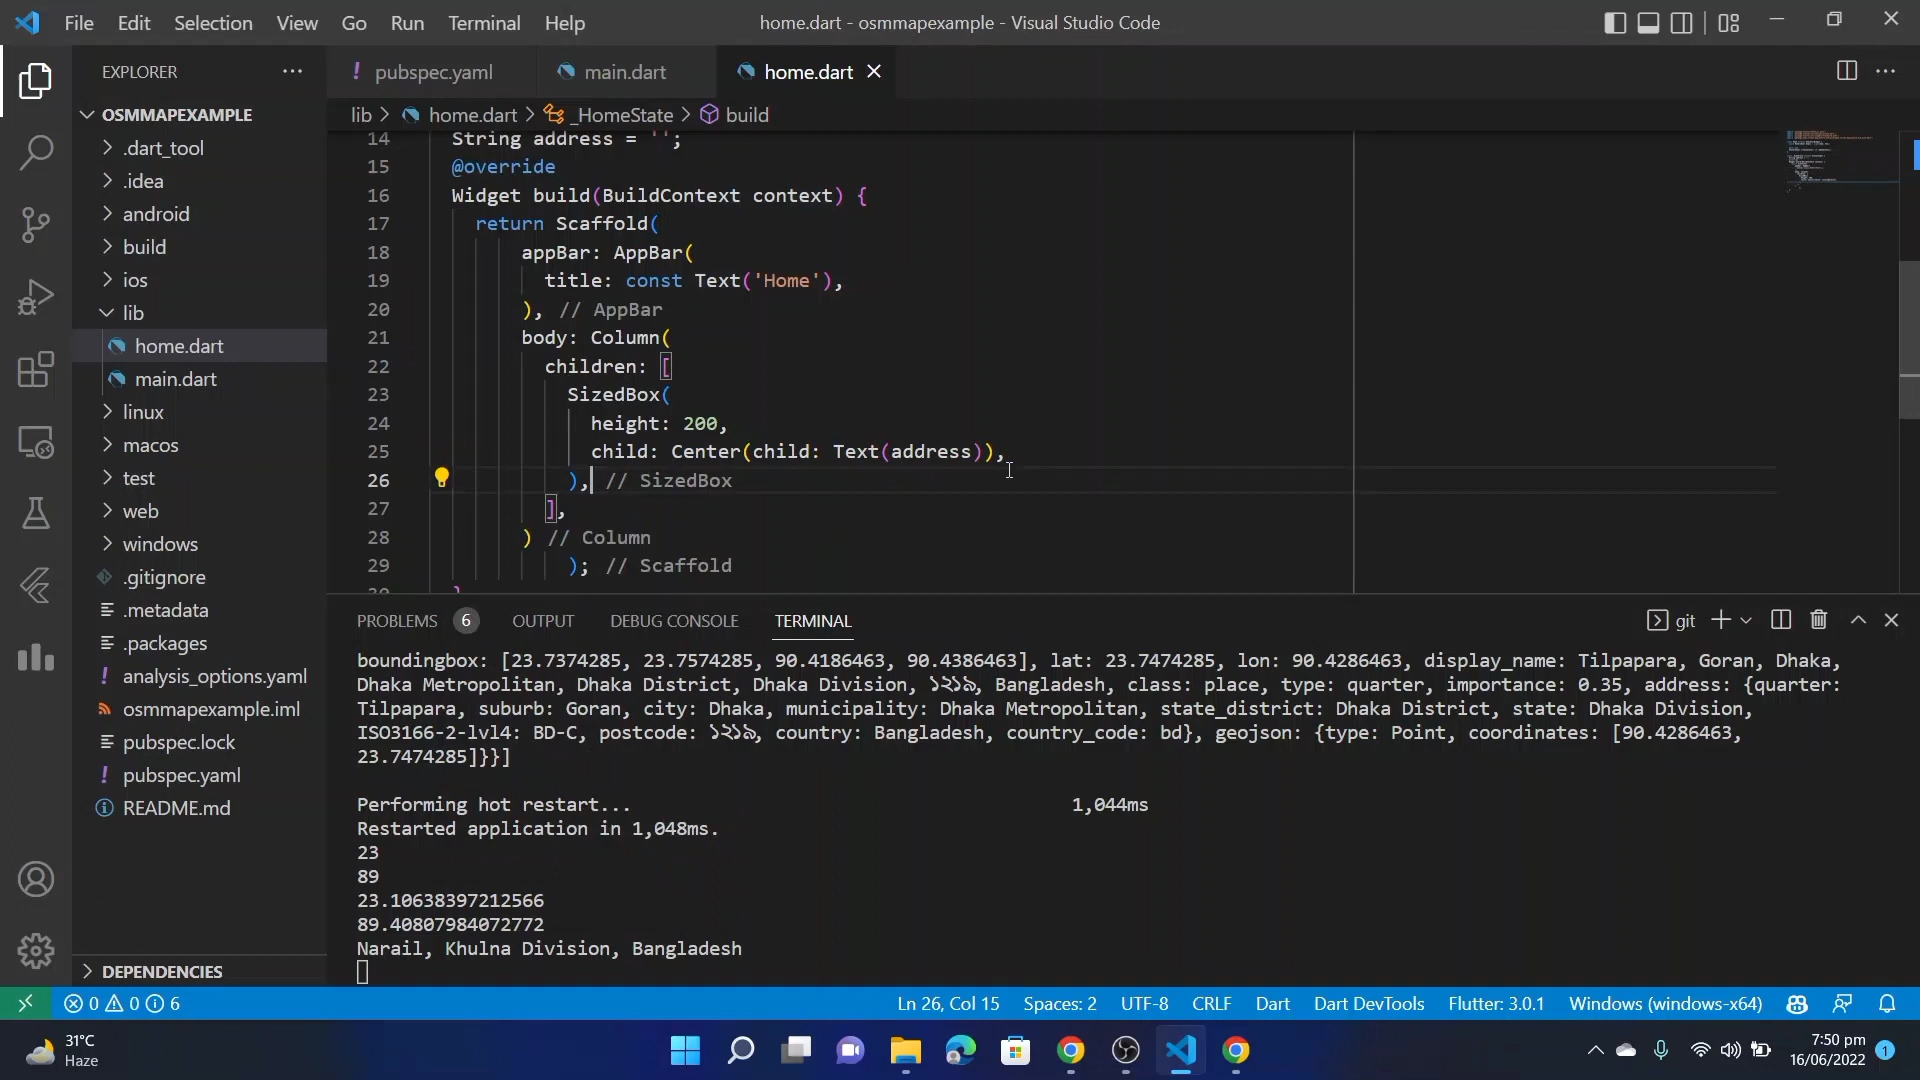 File Edit Selection View Go Run Terminal Help home.dart - osmmapexample - Visual Studio Code
EXPLORER
OSMMAPEXAMPLE
.dart_tool
.idea
android
build
ios
lib
home.dart
main.dart
linux
macos
test
web
windows
.gitignore
.metadata
.packages
analysis_options.yaml
osmmapexample.iml
pubspec.lock
pubspec.yaml
README.md
DEPENDENCIES
pubspec.yaml main.dart home.dart
lib > home.dart > _HomeState > build
14 String address = '';
15 @override
16 Widget build(BuildContext context) {
17 return Scaffold(
18 appBar: AppBar(
19 title: const Text('Home'),
20 ), // AppBar
21 body: Column(
22 children: [
23 SizedBox(
24 height: 200,
25 child: Center(child: Text(address)),
26 ), // SizedBox
27 ],
28 ) // Column
29 ); // Scaffold
30 }
PROBLEMS 6 OUTPUT DEBUG CONSOLE TERMINAL git
boundingbox: [23.7374285, 23.7574285, 90.4186463, 90.4386463], lat: 23.7474285, lon: 90.4286463, display_name: Tilpapara, Goran, Dhaka,
Dhaka Metropolitan, Dhaka District, Dhaka Division, ১২১৯, Bangladesh, class: place, type: quarter, importance: 0.35, address: {quarter:
Tilpapara, suburb: Goran, city: Dhaka, municipality: Dhaka Metropolitan, state_district: Dhaka District, state: Dhaka Division,
ISO3166-2-lvl4: BD-C, postcode: ১২১৯, country: Bangladesh, country_code: bd}, geojson: {type: Point, coordinates: [90.4286463,
23.7474285]}}]
Performing hot restart... 1,044ms
Restarted application in 1,048ms.
23
89
23.10638397212566
89.40807984072772
Narail, Khulna Division, Bangladesh
0 0 6 Ln 26, Col 15 Spaces: 2 UTF-8 CRLF Dart Dart DevTools Flutter: 3.0.1 Windows (windows-x64)
31°C
Haze
7:50 pm
16/06/2022
1